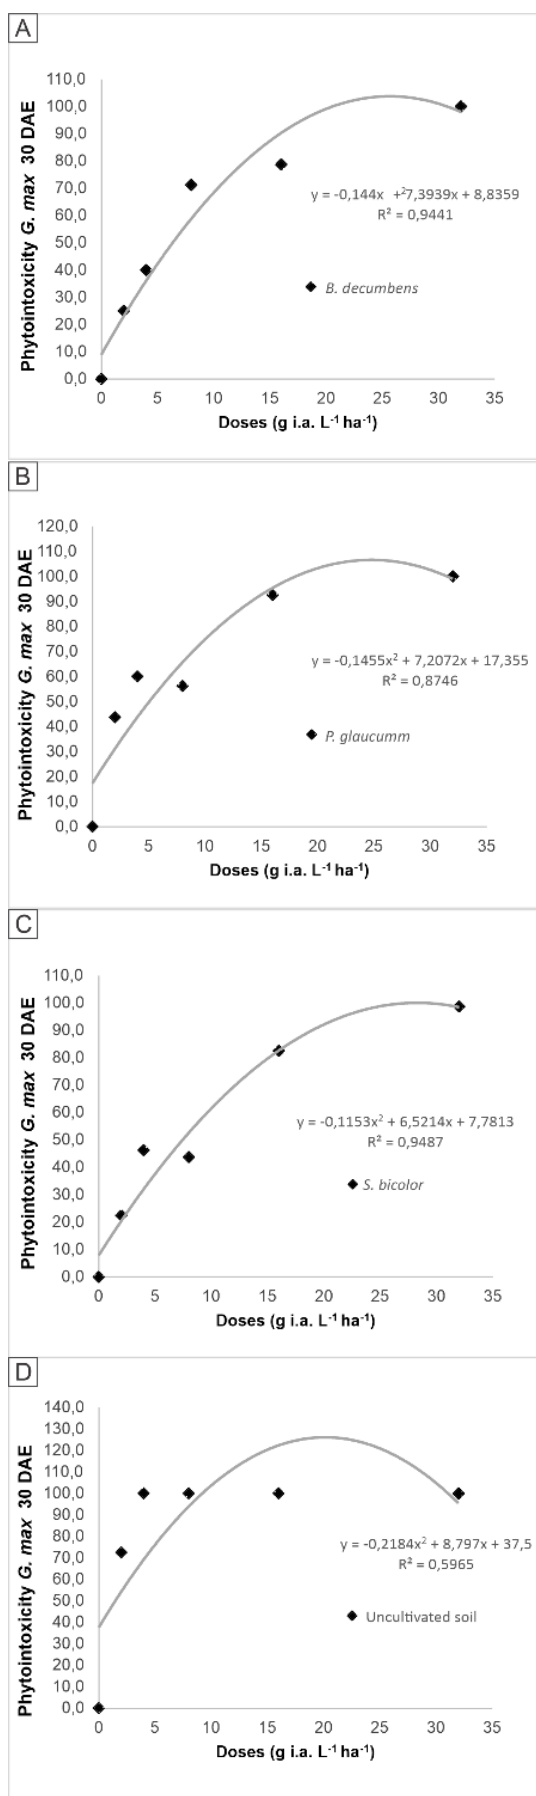 A
Phytointoxicity G. max 30 DAE
110,0
100,0
90,0
80,0
70,0
60,0
50,0
40,0
30,0
20,0
10,0
0,0
y = -0,144x +²7,3939x + 8,8359
R² = 0,9441
B. decumbens
0 5 10 15 20 25 30 35
Doses (g i.a. L⁻¹ ha⁻¹)
B
Phytointoxicity G. max 30 DAE
120,0
110,0
100,0
90,0
80,0
70,0
60,0
50,0
40,0
30,0
20,0
10,0
0,0
y = -0,1455x² + 7,2072x + 17,355
R² = 0,8746
P. glaucumm
0 5 10 15 20 25 30 35
Doses (g i.a. L⁻¹ ha⁻¹)
C
Phytointoxicity G. max 30 DAE
110,0
100,0
90,0
80,0
70,0
60,0
50,0
40,0
30,0
20,0
10,0
0,0
y = -0,1153x² + 6,5214x + 7,7813
R² = 0,9487
S. bicolor
0 5 10 15 20 25 30 35
Doses (g i.a. L⁻¹ ha⁻¹)
D
Phytointoxicity G. max 30 DAE
140,0
130,0
120,0
110,0
100,0
90,0
80,0
70,0
60,0
50,0
40,0
30,0
20,0
10,0
0,0
y = -0,2184x² + 8,797x + 37,5
R² = 0,5965
Uncultivated soil
0 5 10 15 20 25 30 35
Doses (g i.a. L⁻¹ ha⁻¹)